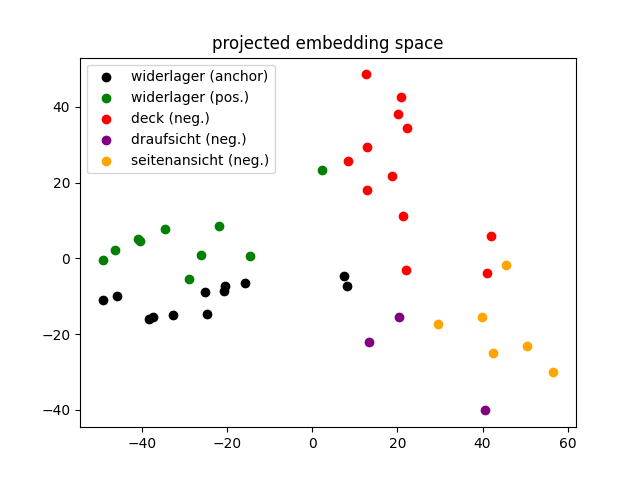 projected embedding space
widerlager (anchor)
widerlager (pos.)
deck (neg.)
draufsicht (neg.)
seitenansicht (neg.)
40
20
0
−20
−40
−40
−20
0
20
40
60